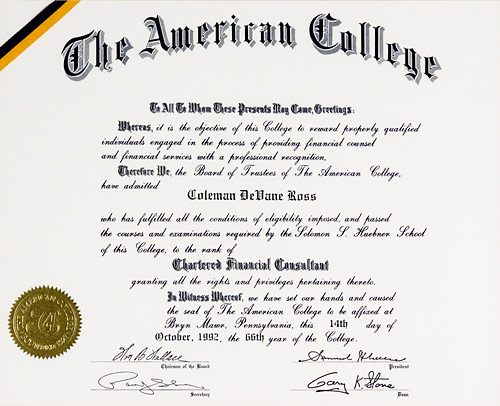 The American College
To All To Whom These Presents May Come, Greetings:
Whereas, it is the objective of this College to reward properly qualified
individuals engaged in the process of providing financial counsel
and financial services with a professional recognition,
Therefore We, the Board of Trustees of The American College,
have admitted
Coleman DeVane Ross
who has fulfilled all the conditions of eligibility imposed, and passed
the courses and examinations required by the Solomon S. Huebner School
of this College, to the rank of
Chartered Financial Consultant
granting all the rights and privileges pertaining thereto.
In Witness Whereof, we have set our hands and caused
the seal of The American College to be affixed at
Bryn Mawr, Pennsylvania, this 14th day of
October, 1992, the 66th year of the College.
Wm B. Wallace
Chairman of the Board
President
Secretary
Gary K. Stone
Dean